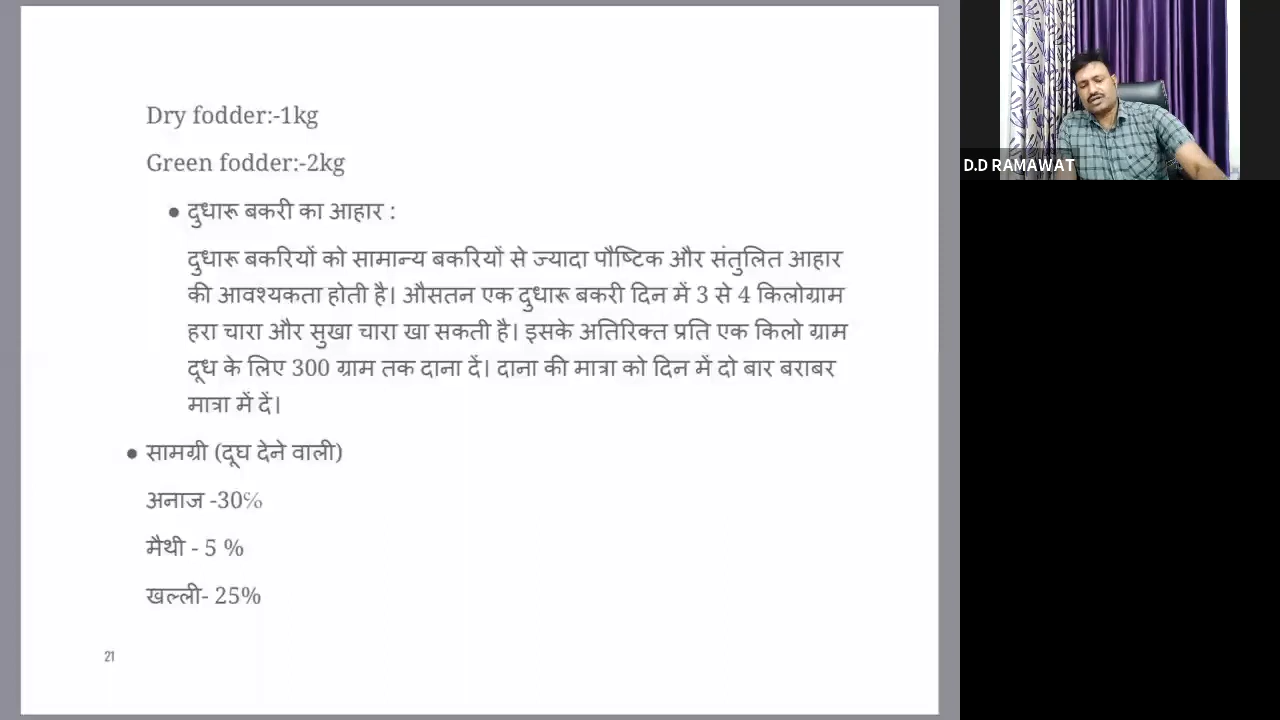 Dry fodder:-1kg
Green fodder:-2kg
● दुधारू बकरी का आहार :
दुधारू बकरियों को सामान्य बकरियों से ज्यादा पौष्टिक और संतुलित आहार
की आवश्यकता होती है। औसतन एक दुधारू बकरी दिन में 3 से 4 किलोग्राम
हरा चारा और सुखा चारा खा सकती है। इसके अतिरिक्त प्रति एक किलो ग्राम
दूध के लिए 300 ग्राम तक दाना दें। दाना की मात्रा को दिन में दो बार बराबर
मात्रा में दें।
● सामग्री (दूघ देने वाली)
अनाज -30℅
मैथी - 5 %
खल्ली- 25%
21
D.D RAMAWAT